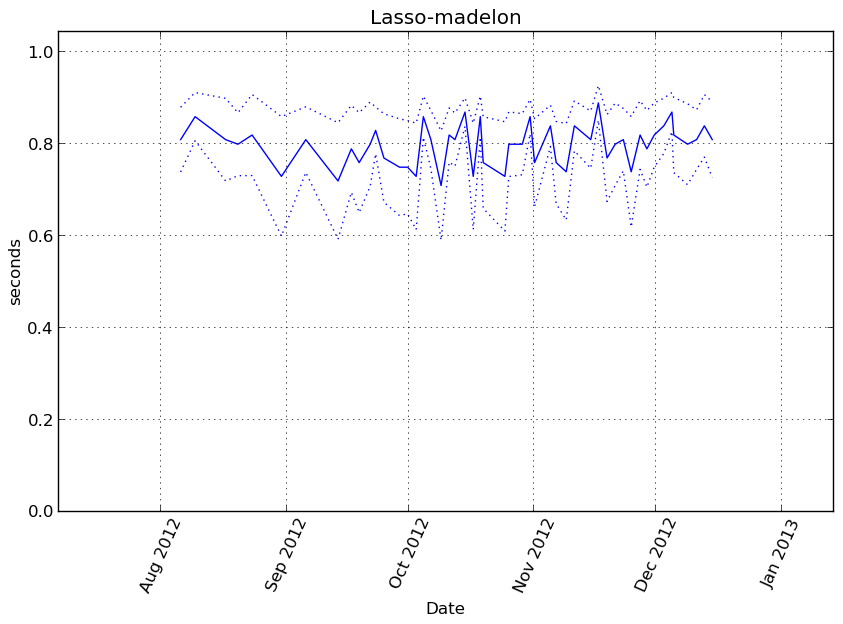 Lasso-madelon
1.0
0.8
0.6
0.4
0.2
0.0
seconds
Aug 2012
Sep 2012
Oct 2012
Nov 2012
Dec 2012
Jan 2013
Date